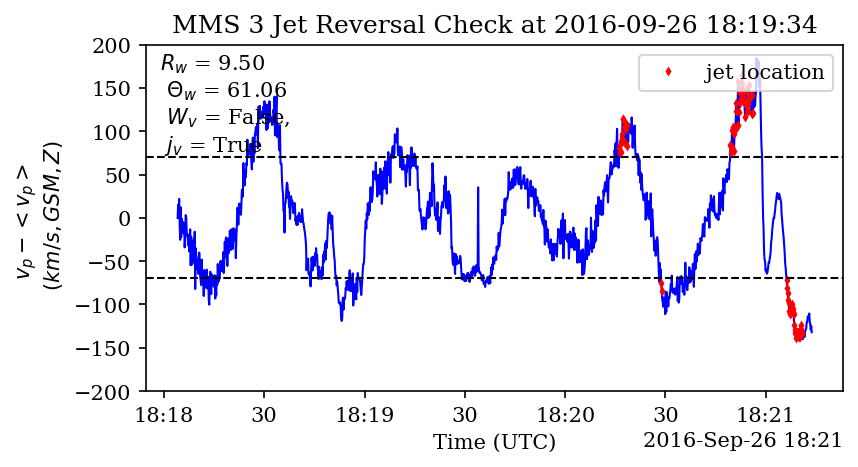 MMS 3 Jet Reversal Check at 2016-09-26 18:19:34
200
150
100
50
0
−50
−100
−150
−200
v_p − < v_p >
(km/s, GSM, Z)
R_w = 9.50
Θ_w = 61.06
W_v = False,
j_v = True
jet location
18:18
30
18:19
30
18:20
30
18:21
Time (UTC)
2016-Sep-26 18:21